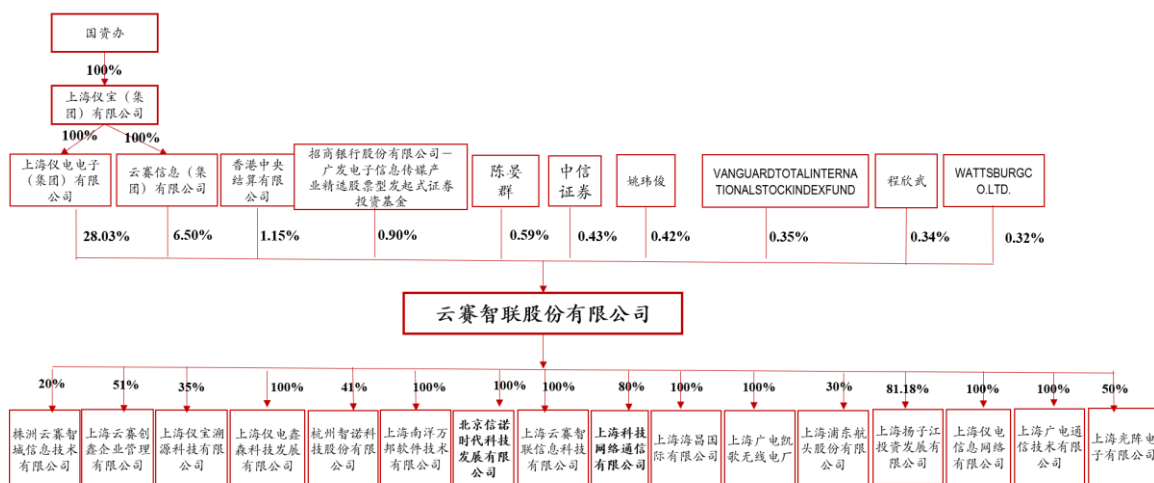 国资办
100%
上海仪宝（集
团）有限公司
100%
100%
上海仪电电子
（集团）有限
公司
云赛信息（集
团）有限公司
香港中央
结算有限
公司
招商银行股份有限公司－
广发电子信息传媒产
业精选股票型发起式证券
投资基金
陈晏
群
中信
证券
姚玮俊
VANGUARDTOTALINTERNA
TIONALSTOCKINDEXFUND
程欣武
WATTSBURGC
O.LTD.
28.03%
6.50%
1.15%
0.90%
0.59%
0.43%
0.42%
0.35%
0.34%
0.32%
云赛智联股份有限公司
20%
51%
35%
100%
41%
100%
100%
100%
80%
100%
100%
30%
81.18%
100%
100%
50%
株洲云赛智
城信息技术
有限公司
上海云赛创
鑫企业管理
有限公司
上海仪宝溯
源科技有限
公司
上海仪电鑫
森科技发展
有限公司
杭州智诺科
技股份有限
公司
上海南洋万
邦软件技术
有限公司
北京信诺
时代科技
发展有限
公司
上海云赛智
联信息科技
有限公司
上海科技
网络通信
有限公司
上海海昌国
际有限公司
上海广电凯
歌无线电厂
上海浦东航
头股份有限
公司
上海扬子江
投资发展有
限公司
上海仪电
信息网络
有限公司
上海广电通
信技术有限
公司
上海光阵电
子有限公司